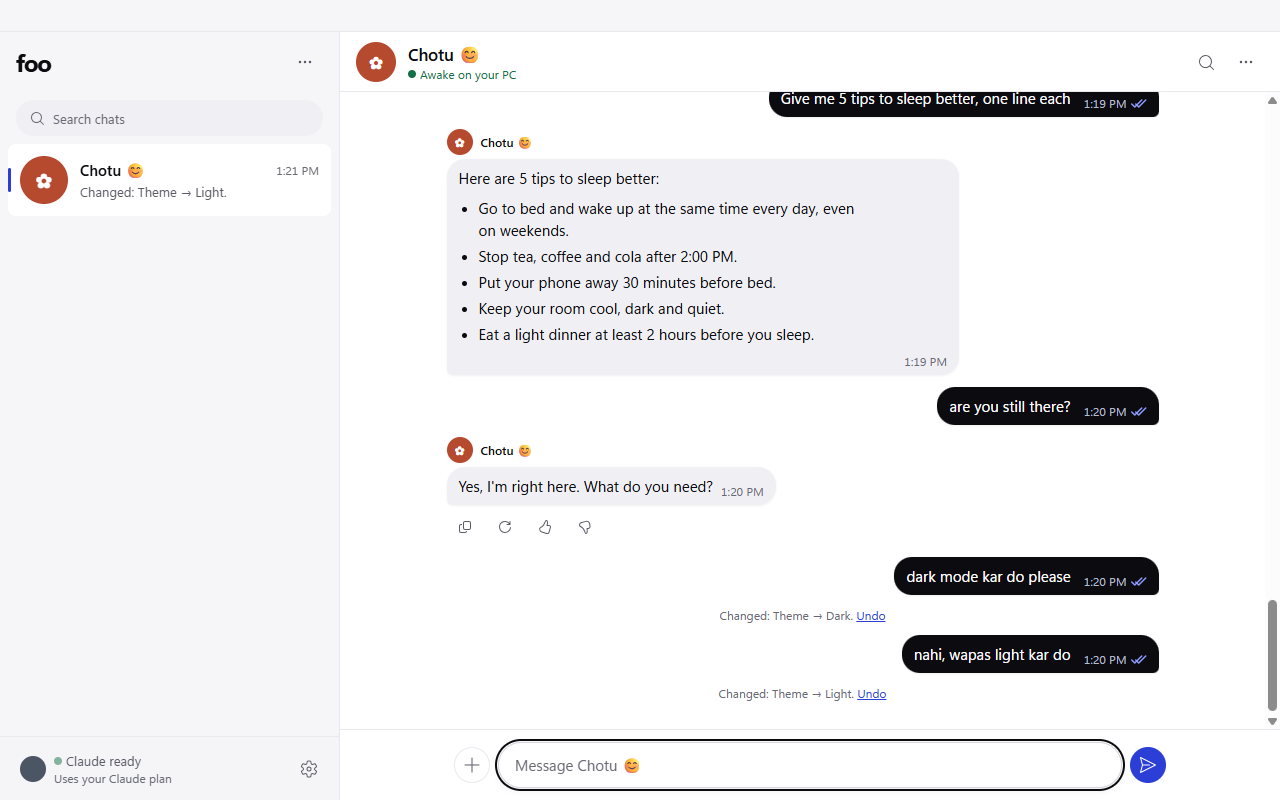 foo
Search chats
Chotu 😊
1:21 PM
Changed: Theme → Light.
Claude ready
Uses your Claude plan
Chotu 😊
Awake on your PC
Give me 5 tips to sleep better, one line each 1:19 PM
Chotu 😊
Here are 5 tips to sleep better:
• Go to bed and wake up at the same time every day, even
on weekends.
• Stop tea, coffee and cola after 2:00 PM.
• Put your phone away 30 minutes before bed.
• Keep your room cool, dark and quiet.
• Eat a light dinner at least 2 hours before you sleep.
1:19 PM
are you still there? 1:20 PM
Chotu 😊
Yes, I'm right here. What do you need? 1:20 PM
dark mode kar do please 1:20 PM
Changed: Theme → Dark. Undo
nahi, wapas light kar do 1:20 PM
Changed: Theme → Light. Undo
Message Chotu 😊